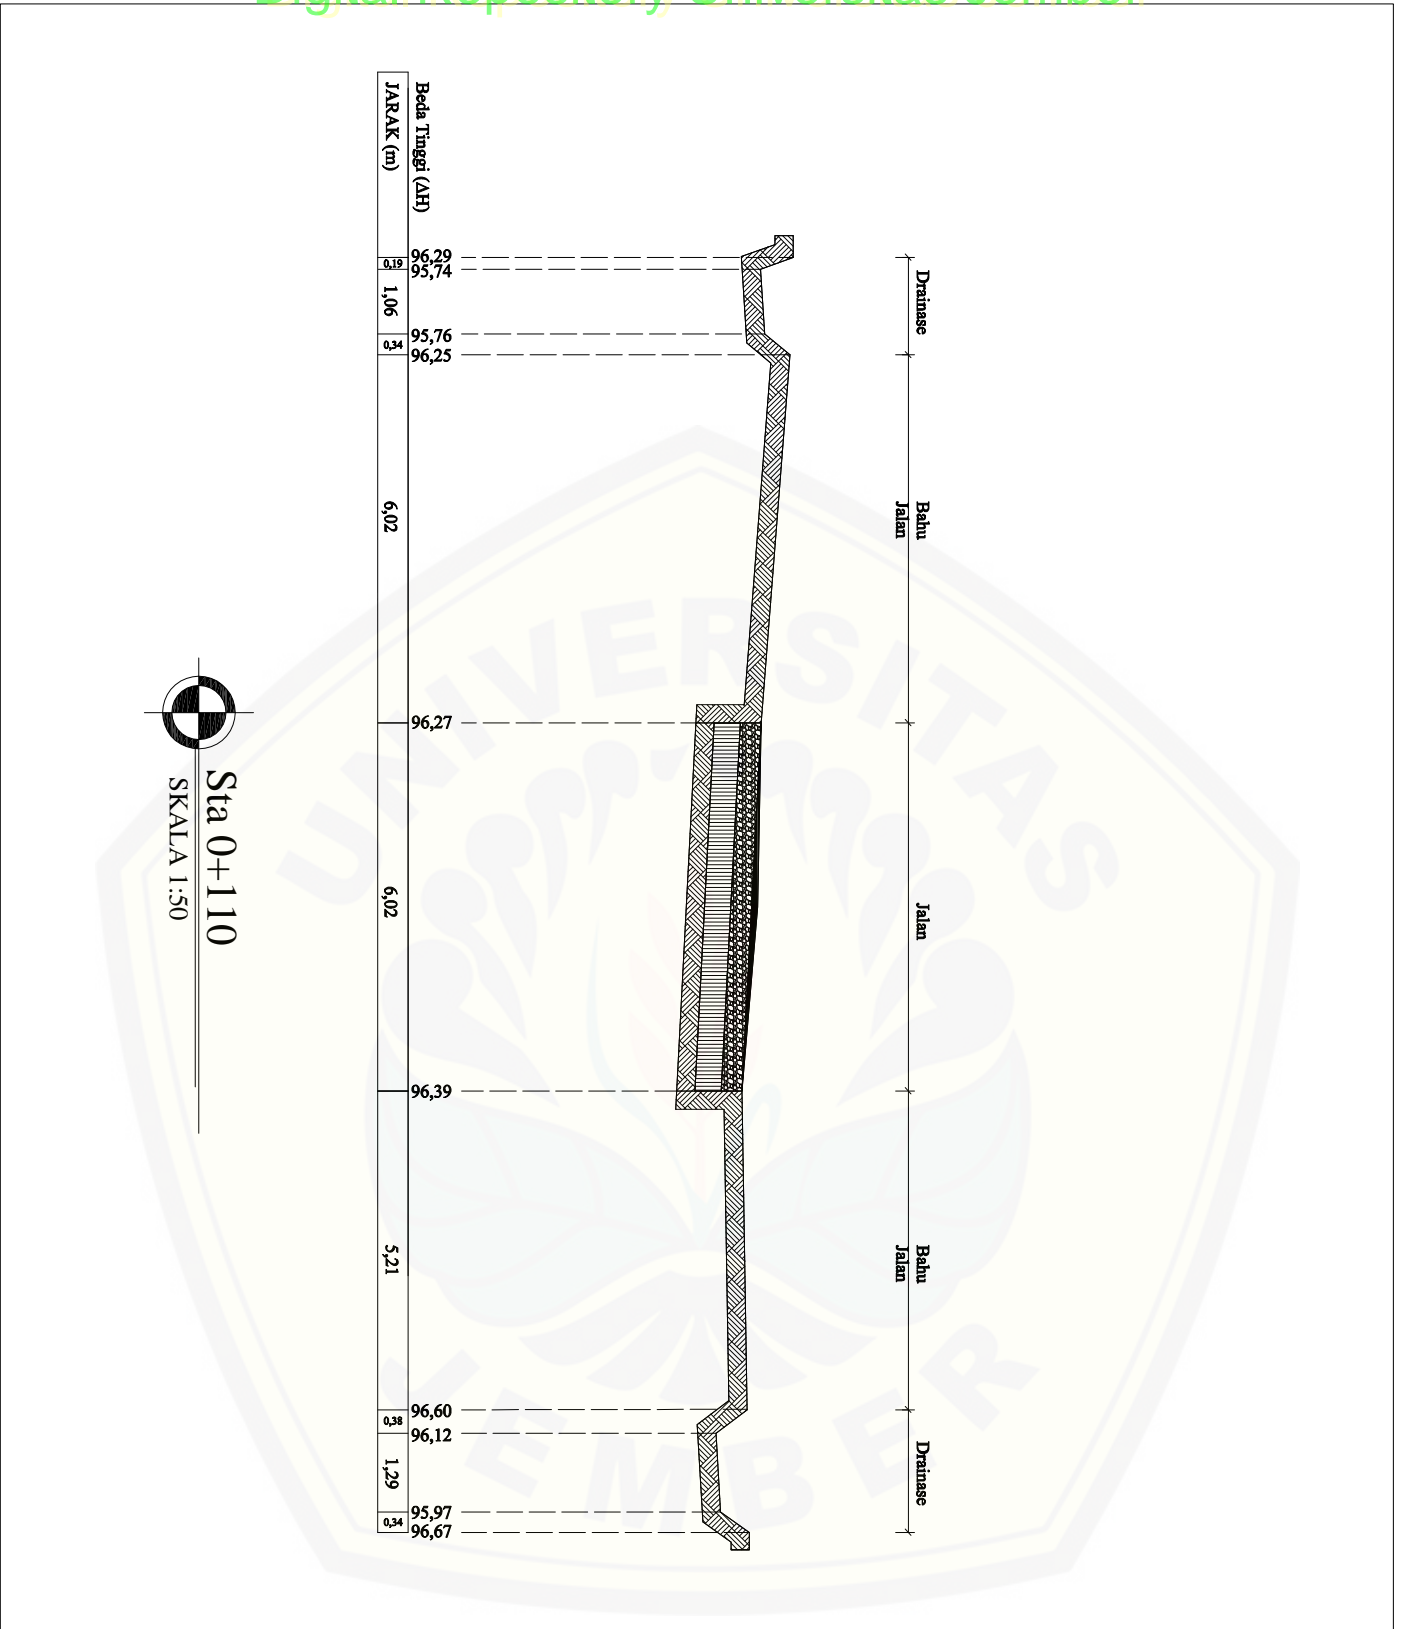 Digital Repository Universitas Jember
Drainase
Bahu
Jalan
Jalan
Bahu
Jalan
Drainase
Beda Tinggi (ΔH)
96,29
95,74
95,76
96,25
96,27
96,39
96,60
96,12
95,97
96,67
JARAK (m)
0,19
1,06
0,34
6,02
6,02
5,21
0,38
1,29
0,34
Sta 0+110
SKALA 1:50
UNIVERSITAS
JEMBER